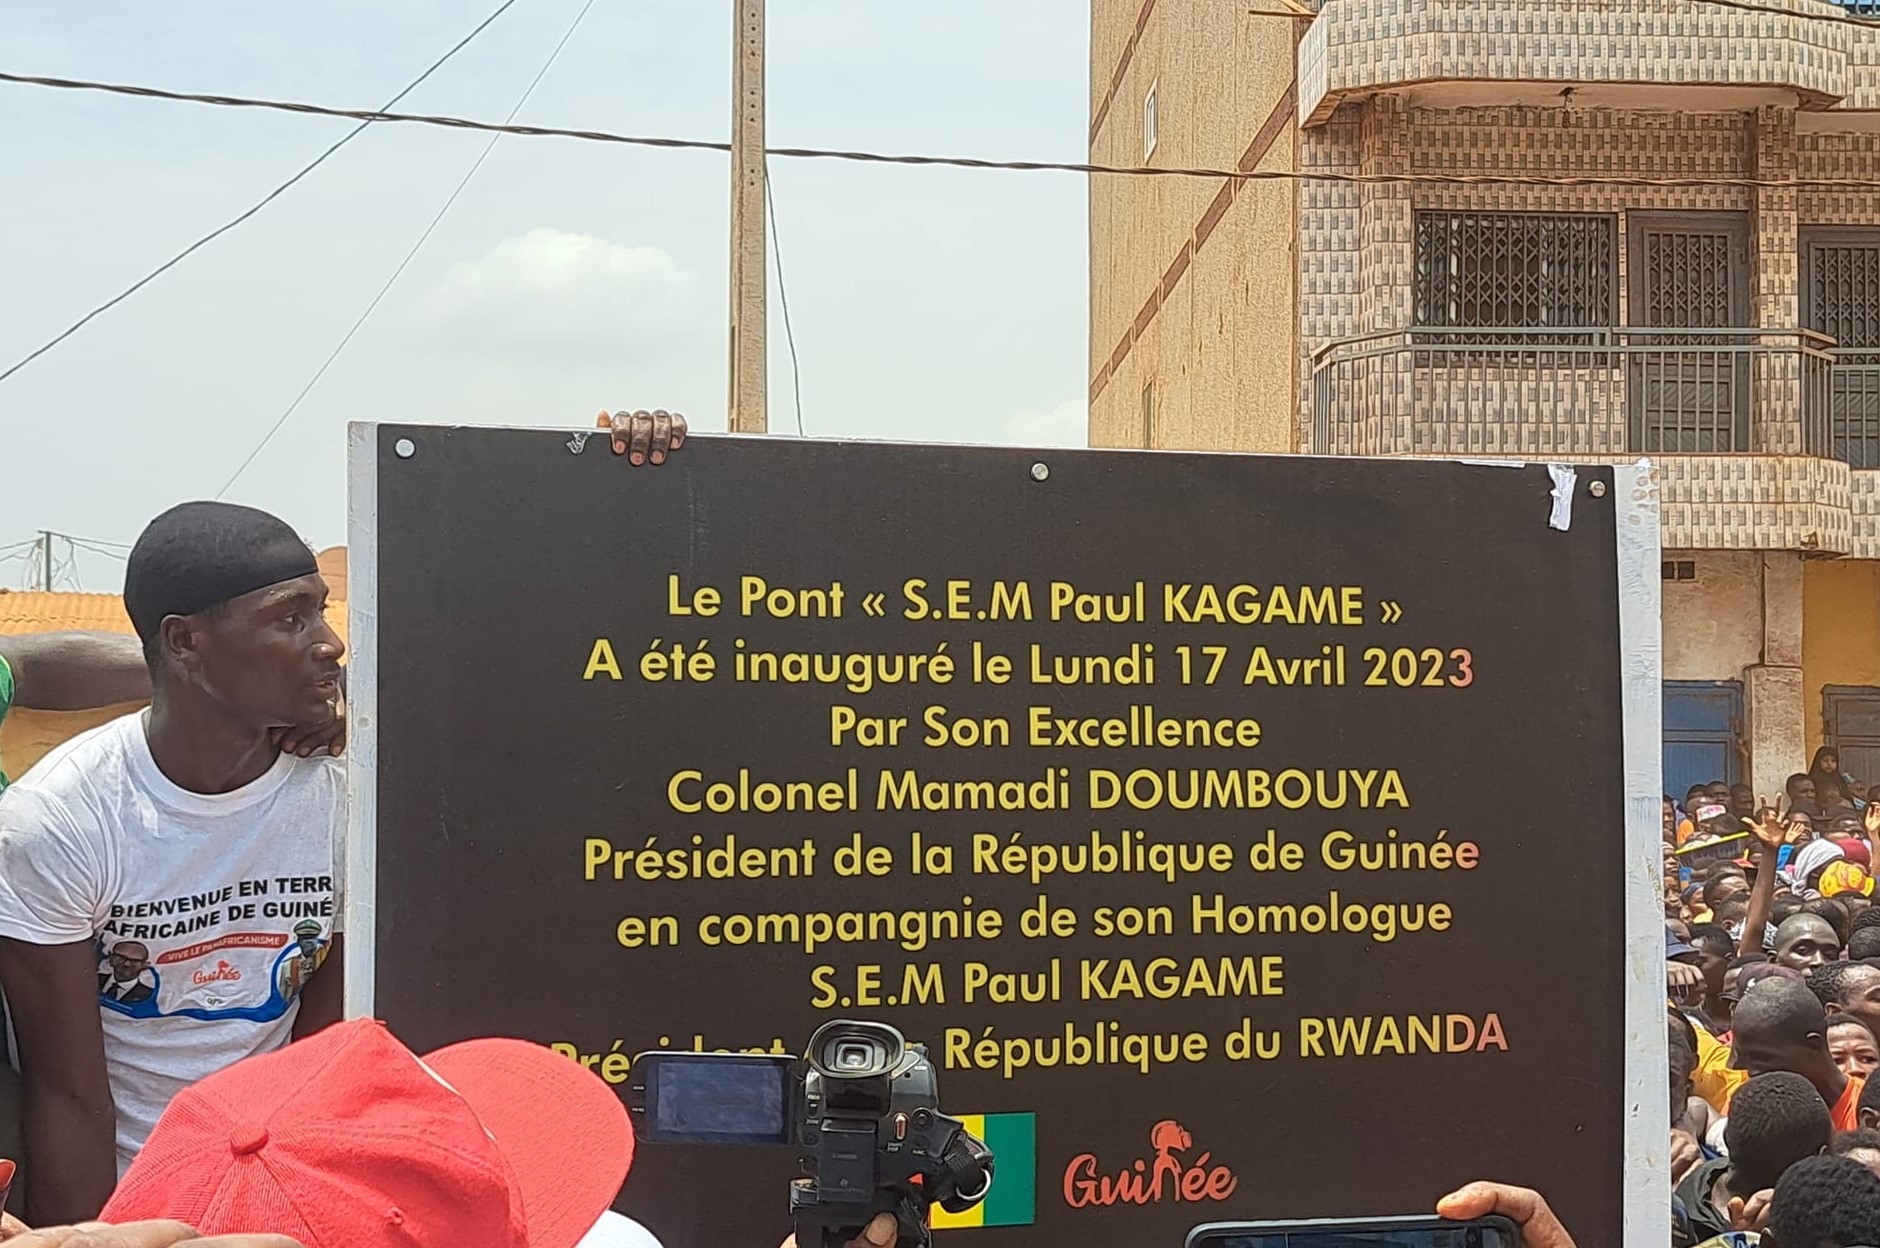 Le Pont « S.E.M Paul KAGAME »
A été inauguré le Lundi 17 Avril 2023
Par Son Excellence
Colonel Mamadi DOUMBOUYA
Président de la République de Guinée
en compangnie de son Homologue
S.E.M Paul KAGAME
Président République du RWANDA
Guinée
BIENVENUE EN TERR
AFRICAINE DE GUINÉ
VIVE LE PANAFRICANISME
Guinée